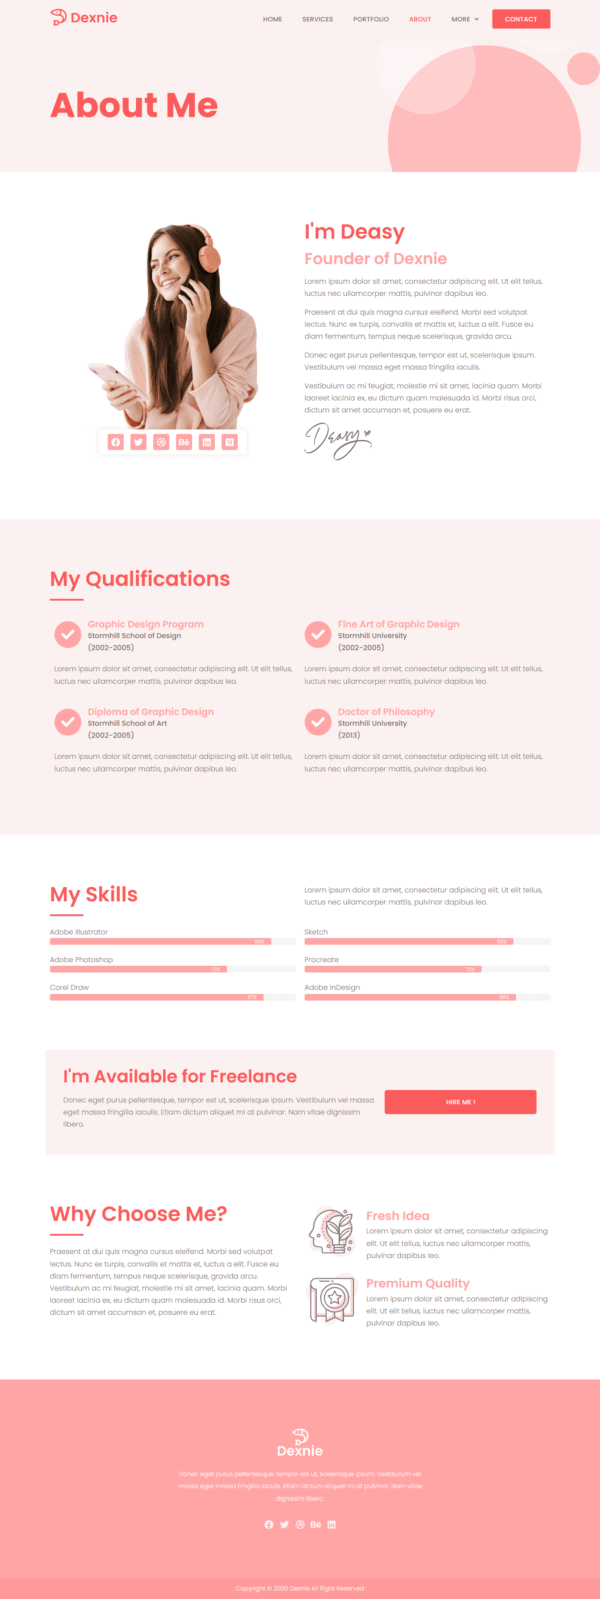 Dexnie
HOME SERVICES PORTFOLIO ABOUT MORE CONTACT
About Me
I'm Deasy
Founder of Dexnie
Lorem ipsum dolor sit amet, consectetur adipiscing elit. Ut elit tellus,
luctus nec ullamcorper mattis, pulvinar dapibus leo.
Praesent at dui quis magna cursus eleifend. Morbi sed volutpat
lectus. Nunc ex turpis, convallis et mattis et, luctus a elit. Fusce eu
diam fermentum, tempus neque scelerisque, gravida arcu.
Donec eget purus pellentesque, tempor est ut, scelerisque ipsum.
Vestibulum vel massa eget massa fringilla iaculis.
Vestibulum ac mi feugiat, molestie mi sit amet, lacinia quam. Morbi
laoreet lacinia ex, eu dictum quam malesuada id. Morbi risus orci,
dictum sit amet accumsan et, posuere eu erat.
Deasy
My Qualifications
Graphic Design Program
Stormhill School of Design
(2002-2005)
Lorem ipsum dolor sit amet, consectetur adipiscing elit. Ut elit tellus,
luctus nec ullamcorper mattis, pulvinar dapibus leo.
Fine Art of Graphic Design
Stormhill University
(2002-2005)
Lorem ipsum dolor sit amet, consectetur adipiscing elit. Ut elit tellus,
luctus nec ullamcorper mattis, pulvinar dapibus leo.
Diploma of Graphic Design
Stormhill School of Art
(2002-2005)
Lorem ipsum dolor sit amet, consectetur adipiscing elit. Ut elit tellus,
luctus nec ullamcorper mattis, pulvinar dapibus leo.
Doctor of Philosophy
Stormhill University
(2013)
Lorem ipsum dolor sit amet, consectetur adipiscing elit. Ut elit tellus,
luctus nec ullamcorper mattis, pulvinar dapibus leo.
My Skills
Lorem ipsum dolor sit amet, consectetur adipiscing elit. Ut elit tellus,
luctus nec ullamcorper mattis, pulvinar dapibus leo.
Adobe Illustrator
Sketch
Adobe Photoshop
Procreate
Corel Draw
Adobe InDesign
I'm Available for Freelance
Donec eget purus pellentesque, tempor est ut, scelerisque ipsum. Vestibulum vel massa
eget massa fringilla iaculis. Etiam dictum aliquet mi at pulvinar. Nam vitae dignissim
libero.
HIRE ME !
Why Choose Me?
Praesent at dui quis magna cursus eleifend. Morbi sed volutpat
lectus. Nunc ex turpis, convallis et mattis et, luctus a elit. Fusce eu
diam fermentum, tempus neque scelerisque, gravida arcu.
Vestibulum ac mi feugiat, molestie mi sit amet, lacinia quam. Morbi
laoreet lacinia ex, eu dictum quam malesuada id. Morbi risus orci,
dictum sit amet accumsan et, posuere eu erat.
Fresh Idea
Lorem ipsum dolor sit amet, consectetur adipiscing
elit. Ut elit tellus, luctus nec ullamcorper mattis,
pulvinar dapibus leo.
Premium Quality
Lorem ipsum dolor sit amet, consectetur adipiscing
elit. Ut elit tellus, luctus nec ullamcorper mattis,
pulvinar dapibus leo.
Dexnie
Donec eget purus pellentesque, tempor est ut, scelerisque ipsum. Vestibulum vel
massa eget massa fringilla iaculis. Etiam dictum aliquet mi at pulvinar. Nam vitae
dignissim libero.
Copyright © 2020 Dexnie All Right Reserved